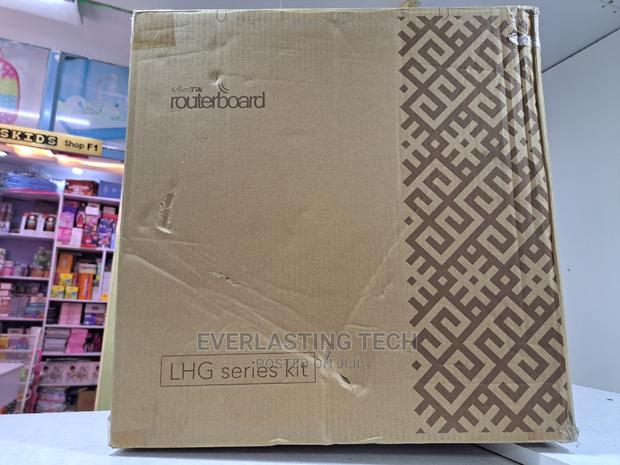 MikroTik
routerboard
SKIDS Shop F1
EVERLASTING TECH
POSTED ON JIJI
LHG series kit